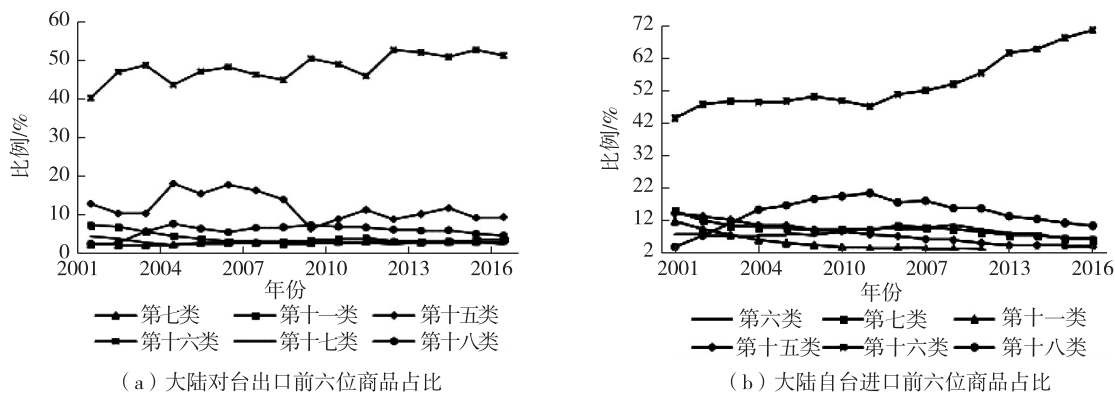 60
50
40
30
20
10
0
比例/%
2001 2004 2007 2010 2013 2016
年份
第七类 第十一类 第十五类
第十六类 第十七类 第十八类
(a)大陆对台出口前六位商品占比
72
62
52
42
32
22
12
2
比例/%
2001 2004 2010 2007 2013 2016
年份
第六类 第七类 第十一类
第十五类 第十六类 第十八类
(b)大陆自台进口前六位商品占比